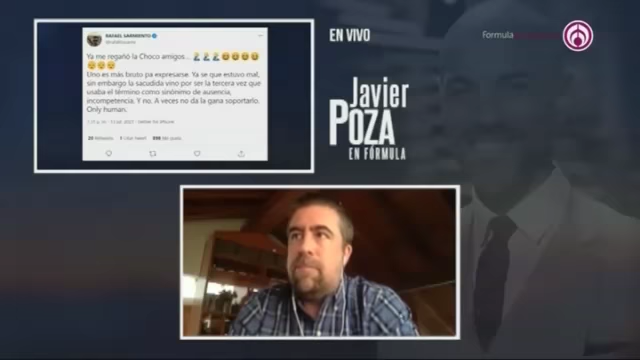 RAFAEL SARMIENTO
Ya me regañó la Choco amigos...
Uno es más bruto pa expresarse. Ya se que estuvo mal,
sin embargo la sacudida vino por ser la tercera vez que
usaba el término como sinónimo de ausencia,
incompetencia. Y no. A veces no da la gana soportarlo.
Only human.
EN VIVO
Formula
Javier
POZA
EN FÓRMULA